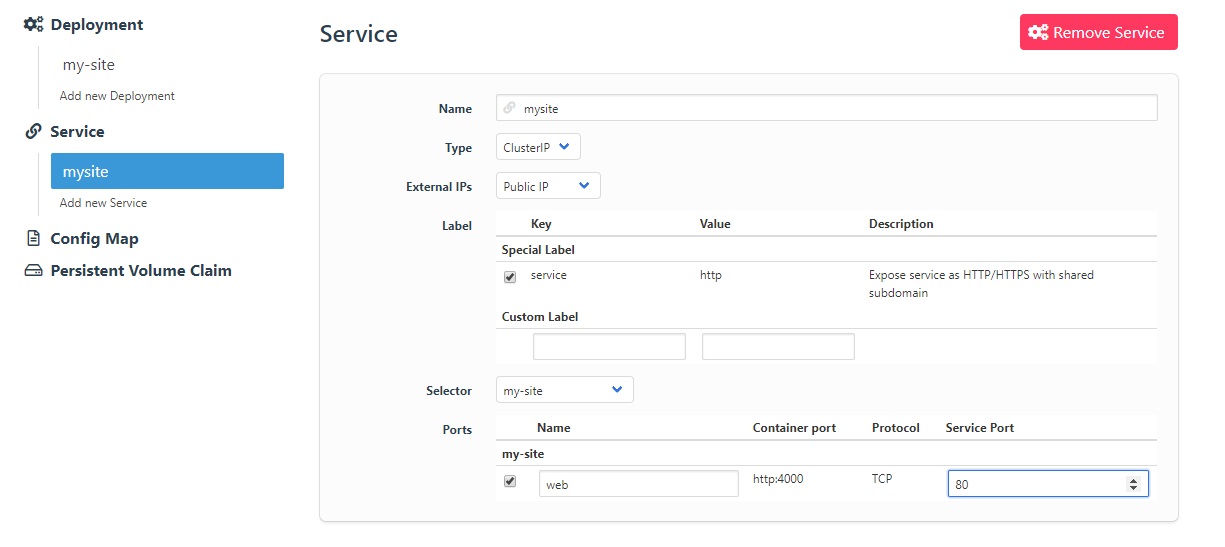 Deployment
my-site
Add new Deployment
Service
mysite
Add new Service
Config Map
Persistent Volume Claim
Service
Remove Service
Name mysite
Type ClusterIP
External IPs Public IP
Label Key Value Description
Special Label
service http Expose service as HTTP/HTTPS with shared
subdomain
Custom Label
Selector my-site
Ports Name Container port Protocol Service Port
my-site
web http:4000 TCP 80